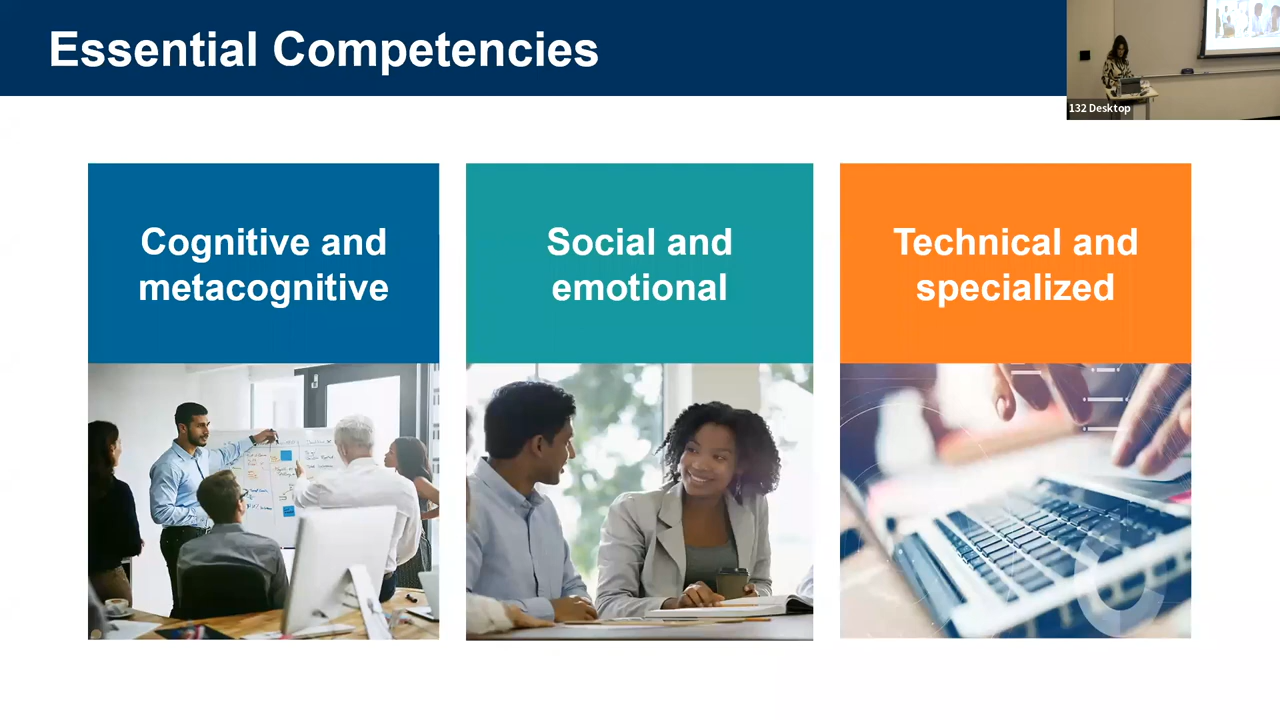 Essential Competencies
132 Desktop
Cognitive and
metacognitive
Social and
emotional
Technical and
specialized